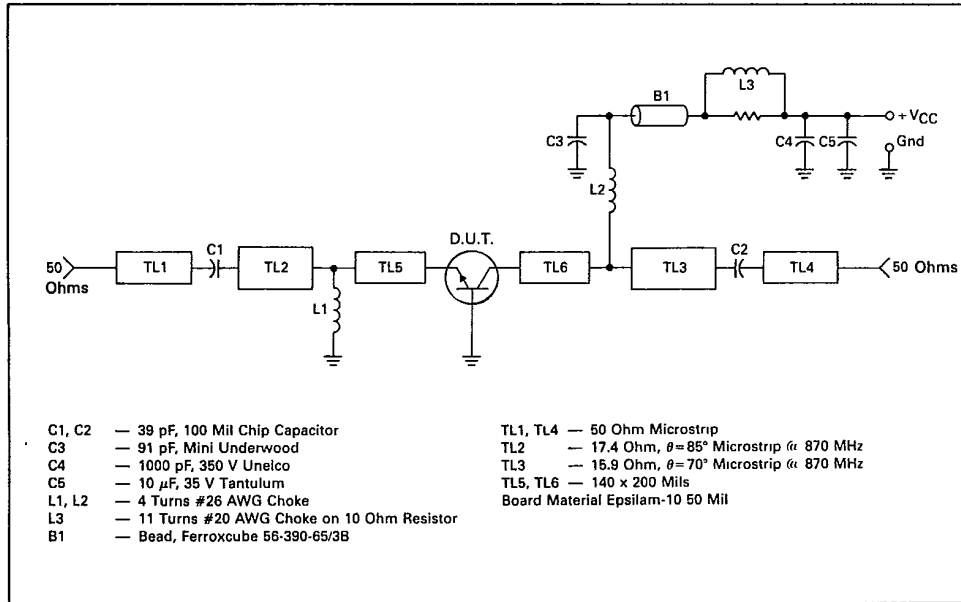 L3
B1
+ VCC
C3
C4
C5
Gnd
L2
D.U.T.
50 Ohms
TL1
C1
TL2
TL5
TL6
TL3
C2
TL4
50 Ohms
L1
C1, C2 — 39 pF, 100 Mil Chip Capacitor
C3 — 91 pF, Mini Underwood
C4 — 1000 pF, 350 V Unelco
C5 — 10 μF, 35 V Tantulum
L1, L2 — 4 Turns #26 AWG Choke
L3 — 11 Turns #20 AWG Choke on 10 Ohm Resistor
B1 — Bead, Ferroxcube 56-390-65/3B
TL1, TL4 — 50 Ohm Microstrip
TL2 — 17.4 Ohm, θ=85° Microstrip @ 870 MHz
TL3 — 15.9 Ohm, θ=70° Microstrip @ 870 MHz
TL5, TL6 — 140 x 200 Mils
Board Material Epsilam-10 50 Mil